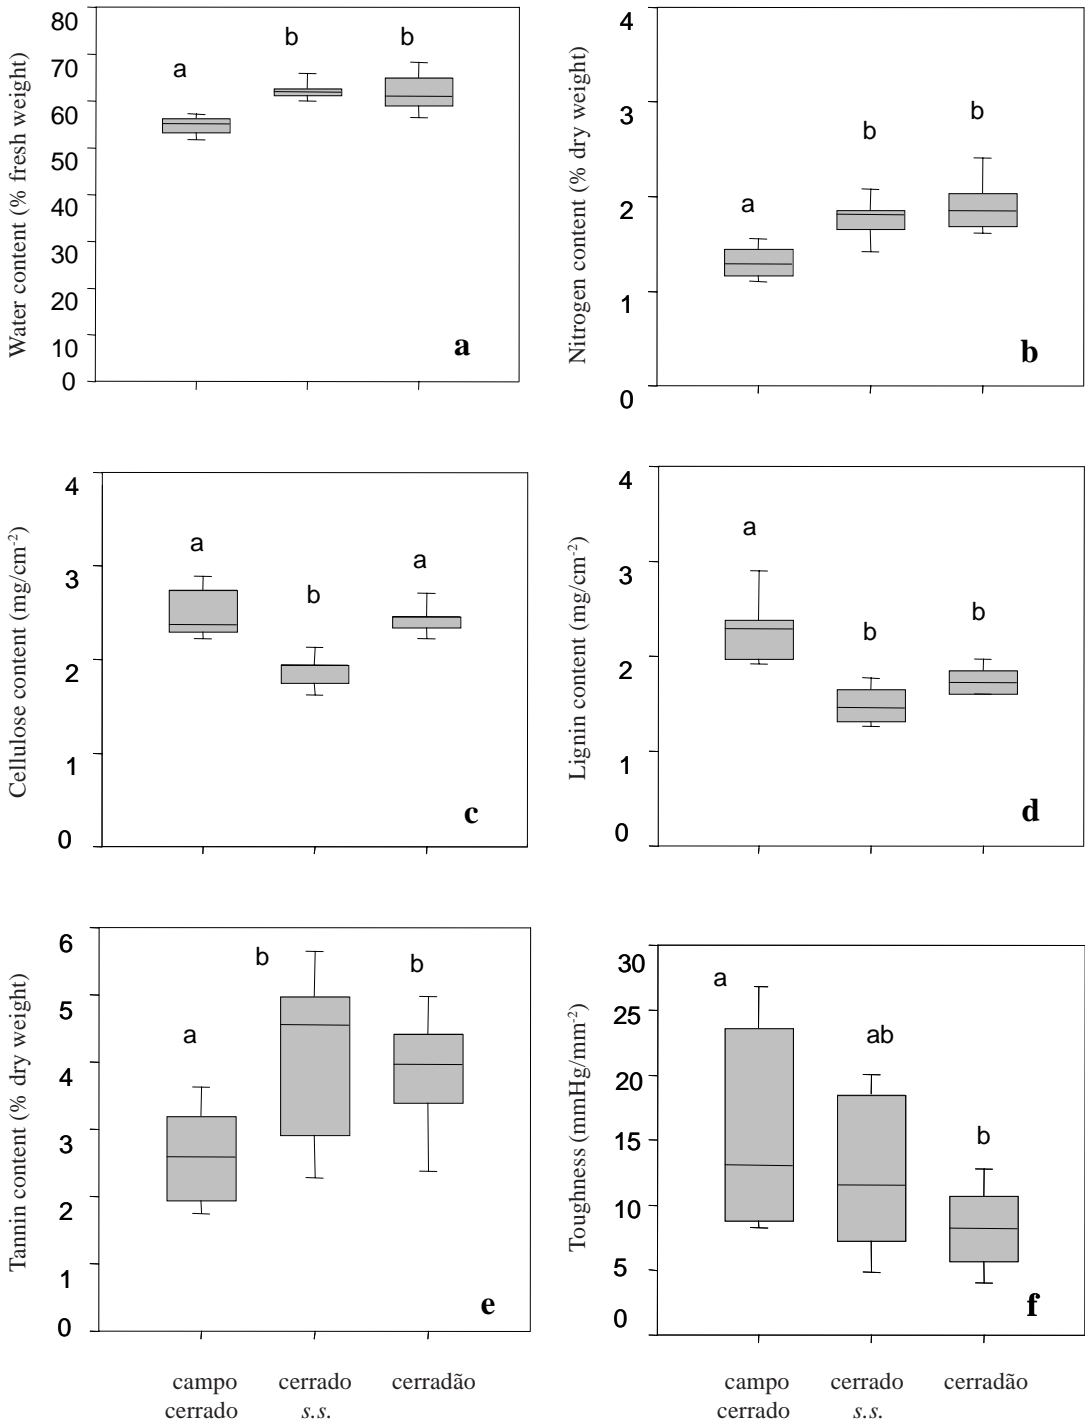 80
70
60
50
40
30
20
10
0
Water content (% fresh weight)
a
b
b
a
4
3
2
1
0
Nitrogen content (% dry weight)
a
b
b
b
4
3
2
1
0
Cellulose content (mg/cm-2)
a
b
a
c
4
3
2
1
0
Lignin content (mg/cm-2)
a
b
b
d
6
5
4
3
2
1
0
Tannin content (% dry weight)
a
b
b
e
campo
cerrado
cerrado
s.s.
cerradão
30
25
20
15
10
5
0
Toughness (mmHg/mm-2)
a
ab
b
f
campo
cerrado
cerrado
s.s.
cerradão